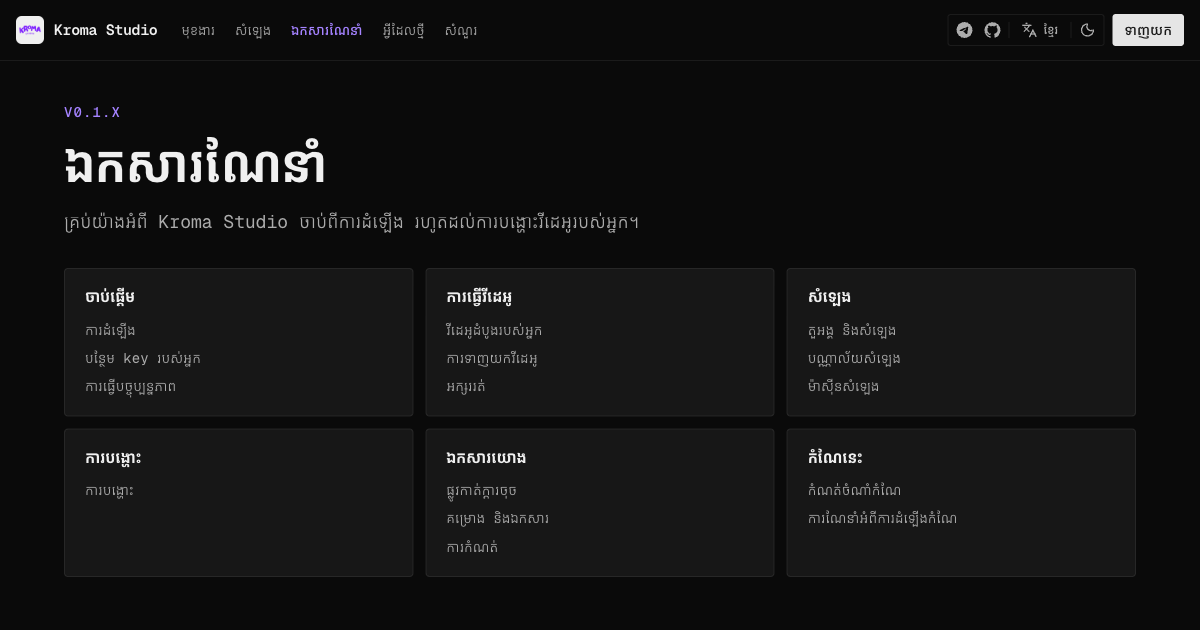 KROMA Kroma Studio មុខងារ សំឡេង ឯកសារណែនាំ អ្វីដែលថ្មី សំណួរ ខ្មែរ ទាញយក
V0.1.X
ឯកសារណែនាំ
គ្រប់យ៉ាងអំពី Kroma Studio ចាប់ពីការដំឡើង រហូតដល់ការបង្ហោះវីដេអូរបស់អ្នក។
ចាប់ផ្ដើម
ការដំឡើង
បន្ថែម key របស់អ្នក
ការធ្វើបច្ចុប្បន្នភាព
ការធ្វើវីដេអូ
វីដេអូដំបូងរបស់អ្នក
ការទាញយកវីដេអូ
អក្សររត់
សំឡេង
តួអង្គ និងសំឡេង
បណ្ណាល័យសំឡេង
ម៉ាស៊ីនសំឡេង
ការបង្ហោះ
ការបង្ហោះ
ឯកសារយោង
ផ្លូវកាត់ក្ដារចុច
គម្រោង និងឯកសារ
ការកំណត់
កំណែនេះ
កំណត់ចំណាំកំណែ
ការណែនាំអំពីការដំឡើងកំណែ